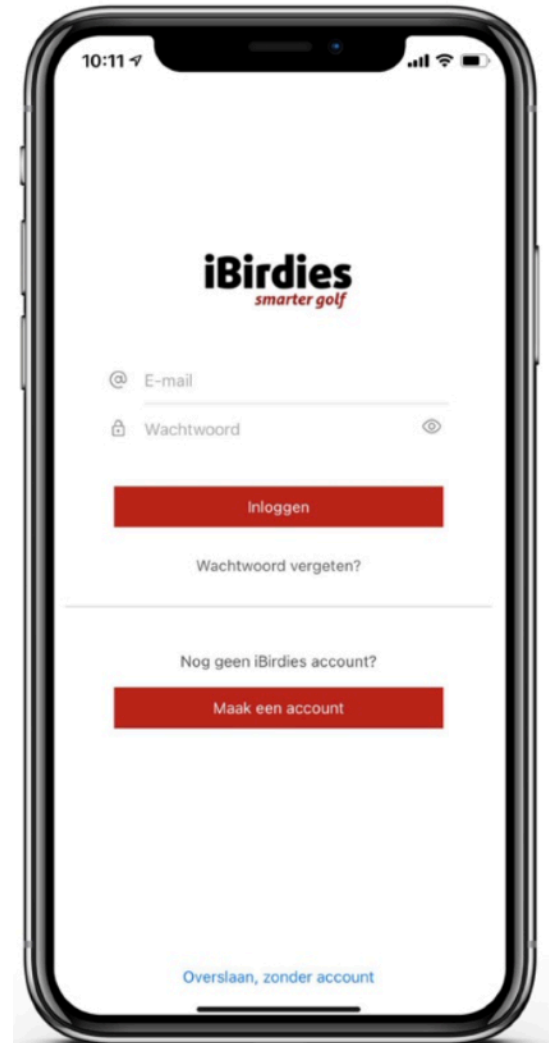 10:11
iBirdies
smarter golf
@ E-mail
Wachtwoord
Inloggen
Wachtwoord vergeten?
Nog geen iBirdies account?
Maak een account
Overslaan, zonder account